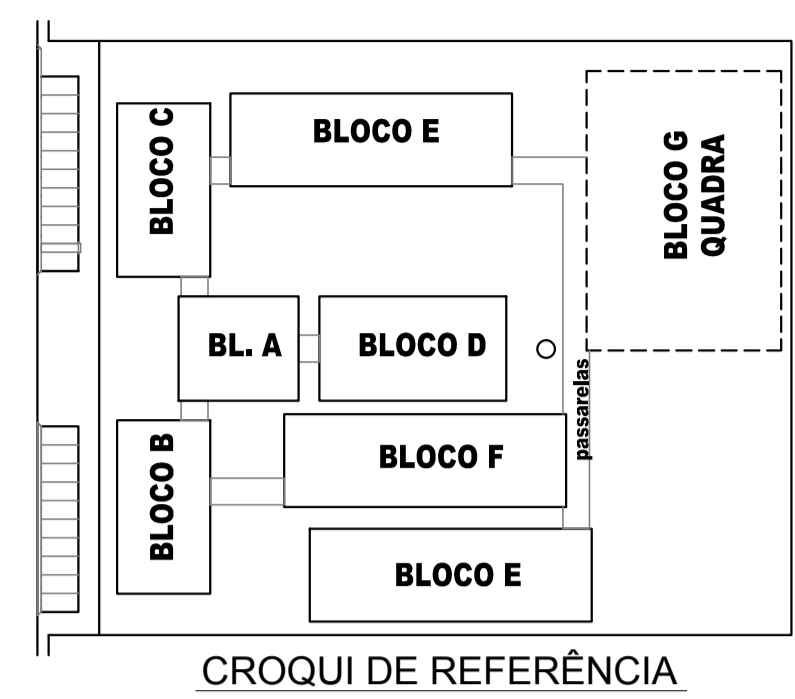 BLOCO C
BLOCO E
BLOCO G
QUADRA
BL. A
BLOCO D
passarelas
BLOCO B
BLOCO F
BLOCO E
CROQUI DE REFERÊNCIA